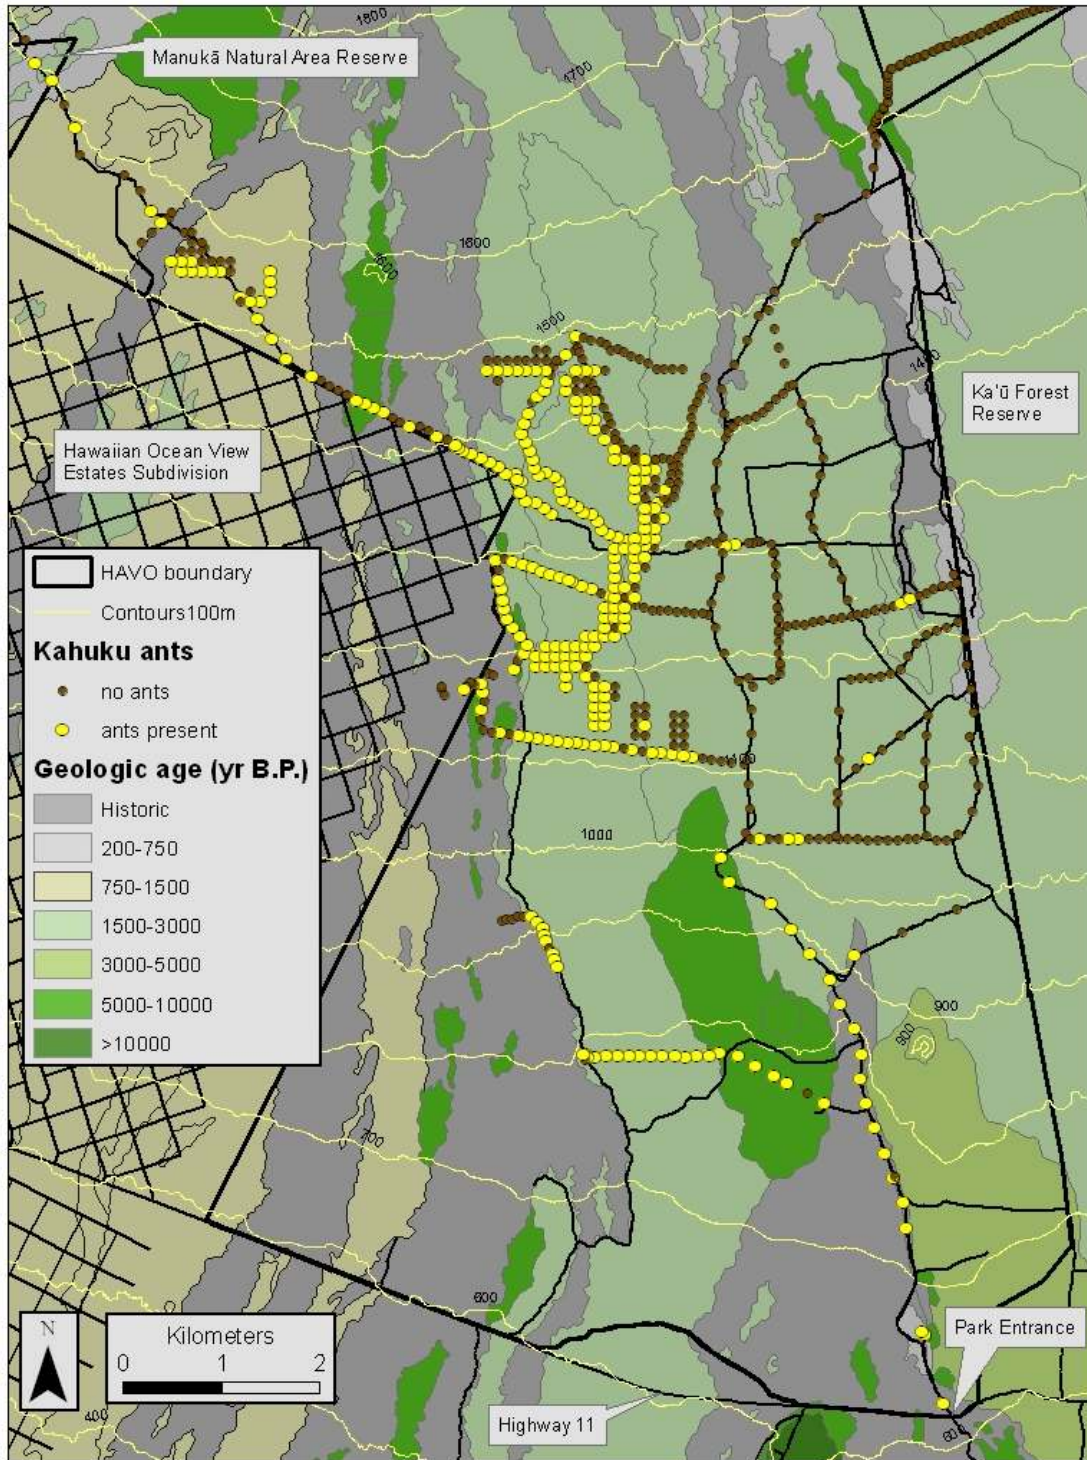 1800
Manukā Natural Area Reserve
1700
1600
1600
1500
1400
Ka'ū Forest
Reserve
Hawaiian Ocean View
Estates Subdivision
HAVO boundary
Contours100m
Kahuku ants
no ants
ants present
Geologic age (yr B.P.)
Historic
200-750
750-1500
1500-3000
3000-5000
5000-10000
>10000
1100
1000
900
900
700
600
Park Entrance
N
Kilometers
0 1 2
Highway 11
400
600